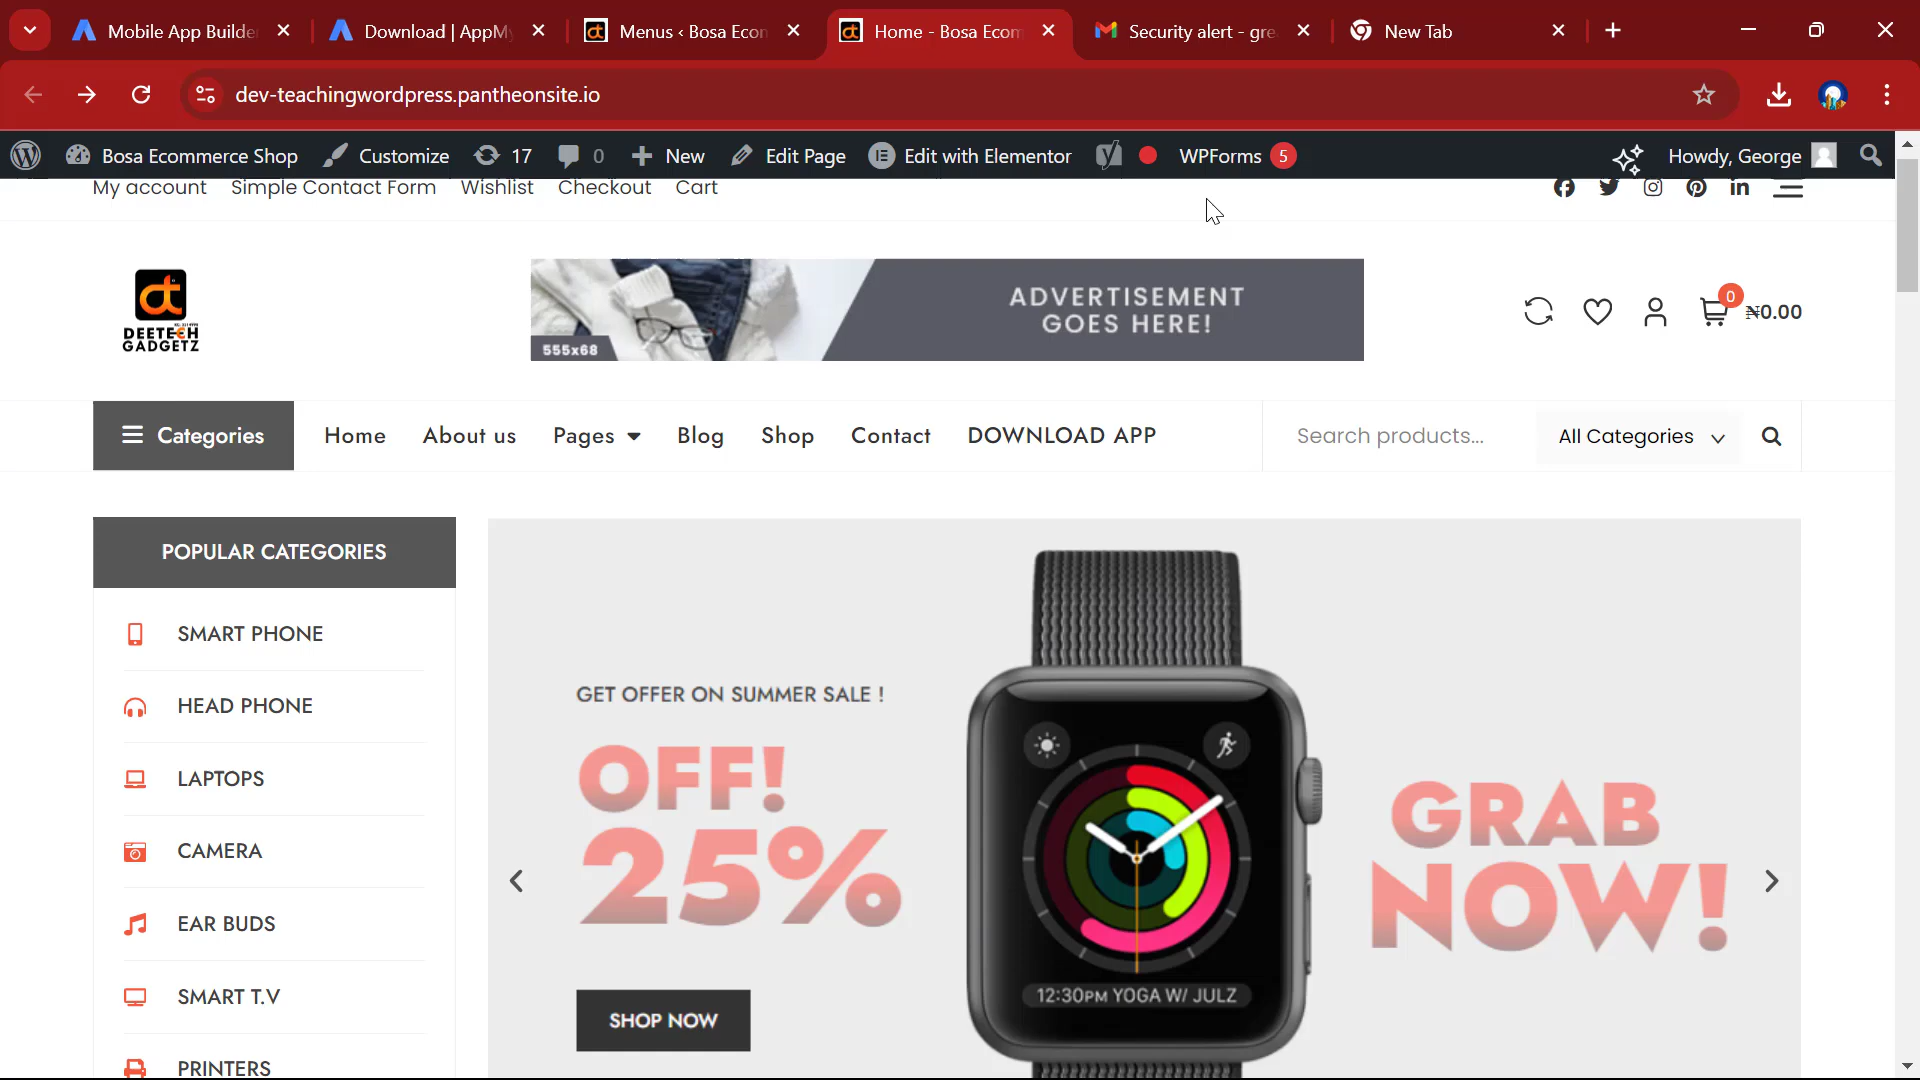 Mobile App Builde
Download | AppMy
Menus ‹ Bosa Econ
Home - Bosa Ecom
Security alert - gre
New Tab
dev-teachingwordpress.pantheonsite.io
Bosa Ecommerce Shop
Customize
17
0
New
Edit Page
Edit with Elementor
WPForms 5
Howdy, George
My account
Simple Contact Form
Wishlist
Checkout
Cart
DEETECH
GADGETZ
ADVERTISEMENT
GOES HERE!
555x68
0
₦0.00
Categories
Home
About us
Pages
Blog
Shop
Contact
DOWNLOAD APP
Search products...
All Categories
POPULAR CATEGORIES
SMART PHONE
HEAD PHONE
LAPTOPS
CAMERA
EAR BUDS
SMART T.V
PRINTERS
GET OFFER ON SUMMER SALE !
OFF!
25%
SHOP NOW
12:30PM YOGA W/ JULZ
GRAB
NOW!